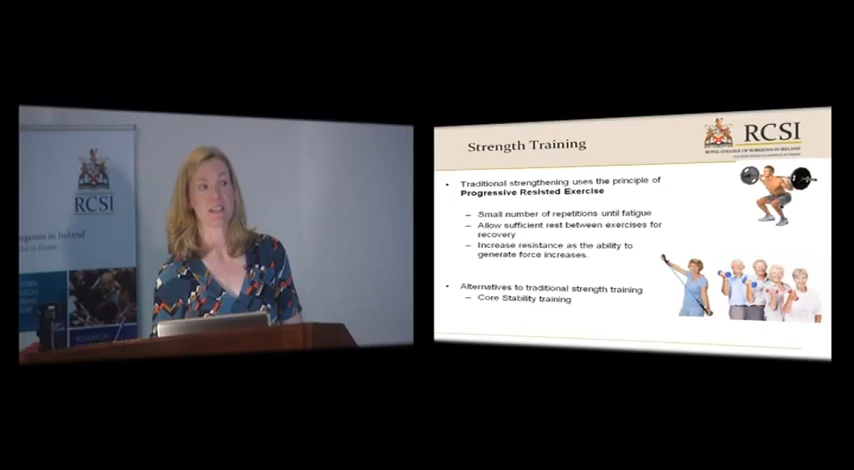 RCSI
rgeons in Ireland
RESEARCH
Strength Training
RCSI
ROYAL COLLEGE OF SURGEONS IN IRELAND
• Traditional strengthening uses the principle of
Progressive Resisted Exercise
– Small number of repetitions until fatigue
– Allow sufficient rest between exercises for
recovery
– Increase resistance as the ability to
generate force increases.
• Alternatives to traditional strength training
– Core Stability training